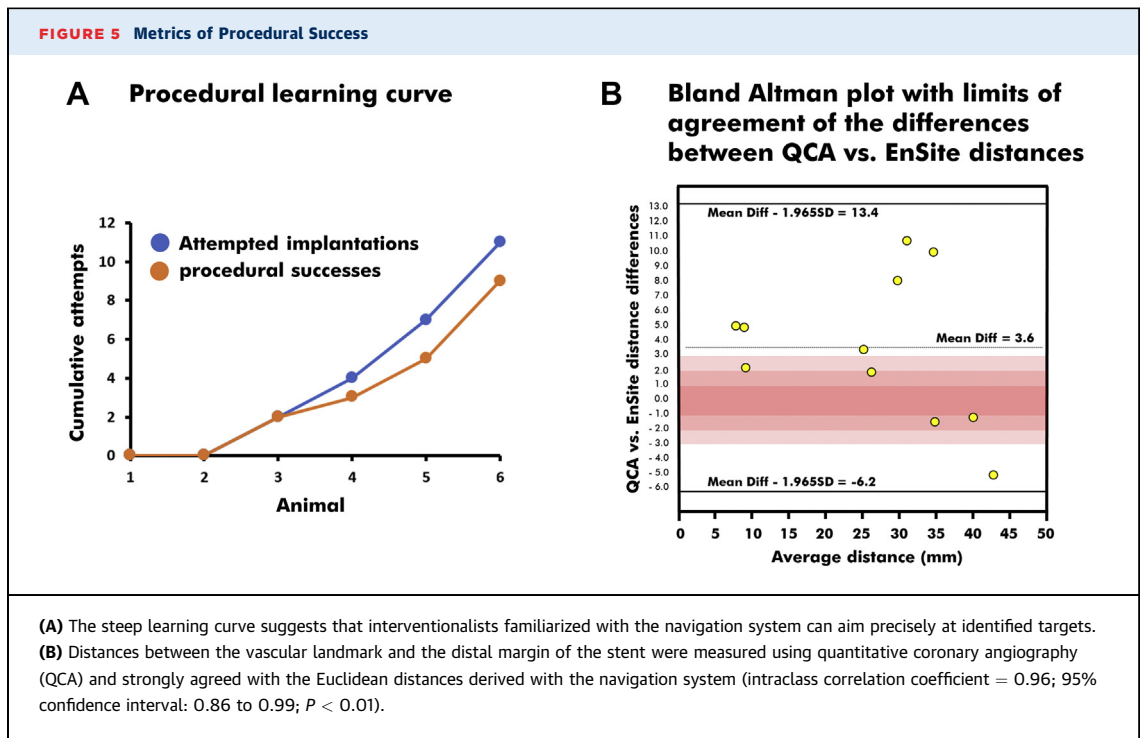 FIGURE 5 Metrics of Procedural Success
A Procedural learning curve
12
10
8
6
4
2
0
Cumulative attempts
Attempted implantations
procedural successes
1 2 3 4 5 6
Animal
B Bland Altman plot with limits of
agreement of the differences
between QCA vs. EnSite distances
QCA vs. EnSite distance differences
13.0
12.0
11.0
10.0
9.0
8.0
7.0
6.0
5.0
4.0
3.0
2.0
1.0
0.0
- 1.0
- 2.0
- 3.0
- 4.0
- 5.0
- 6.0
Mean Diff - 1.965SD = 13.4
Mean Diff = 3.6
Mean Diff - 1.965SD = -6.2
0 5 10 15 20 25 30 35 40 45 50
Average distance (mm)
(A) The steep learning curve suggests that interventionalists familiarized with the navigation system can aim precisely at identified targets.
(B) Distances between the vascular landmark and the distal margin of the stent were measured using quantitative coronary angiography
(QCA) and strongly agreed with the Euclidean distances derived with the navigation system (intraclass correlation coefficient = 0.96; 95%
confidence interval: 0.86 to 0.99; P < 0.01).